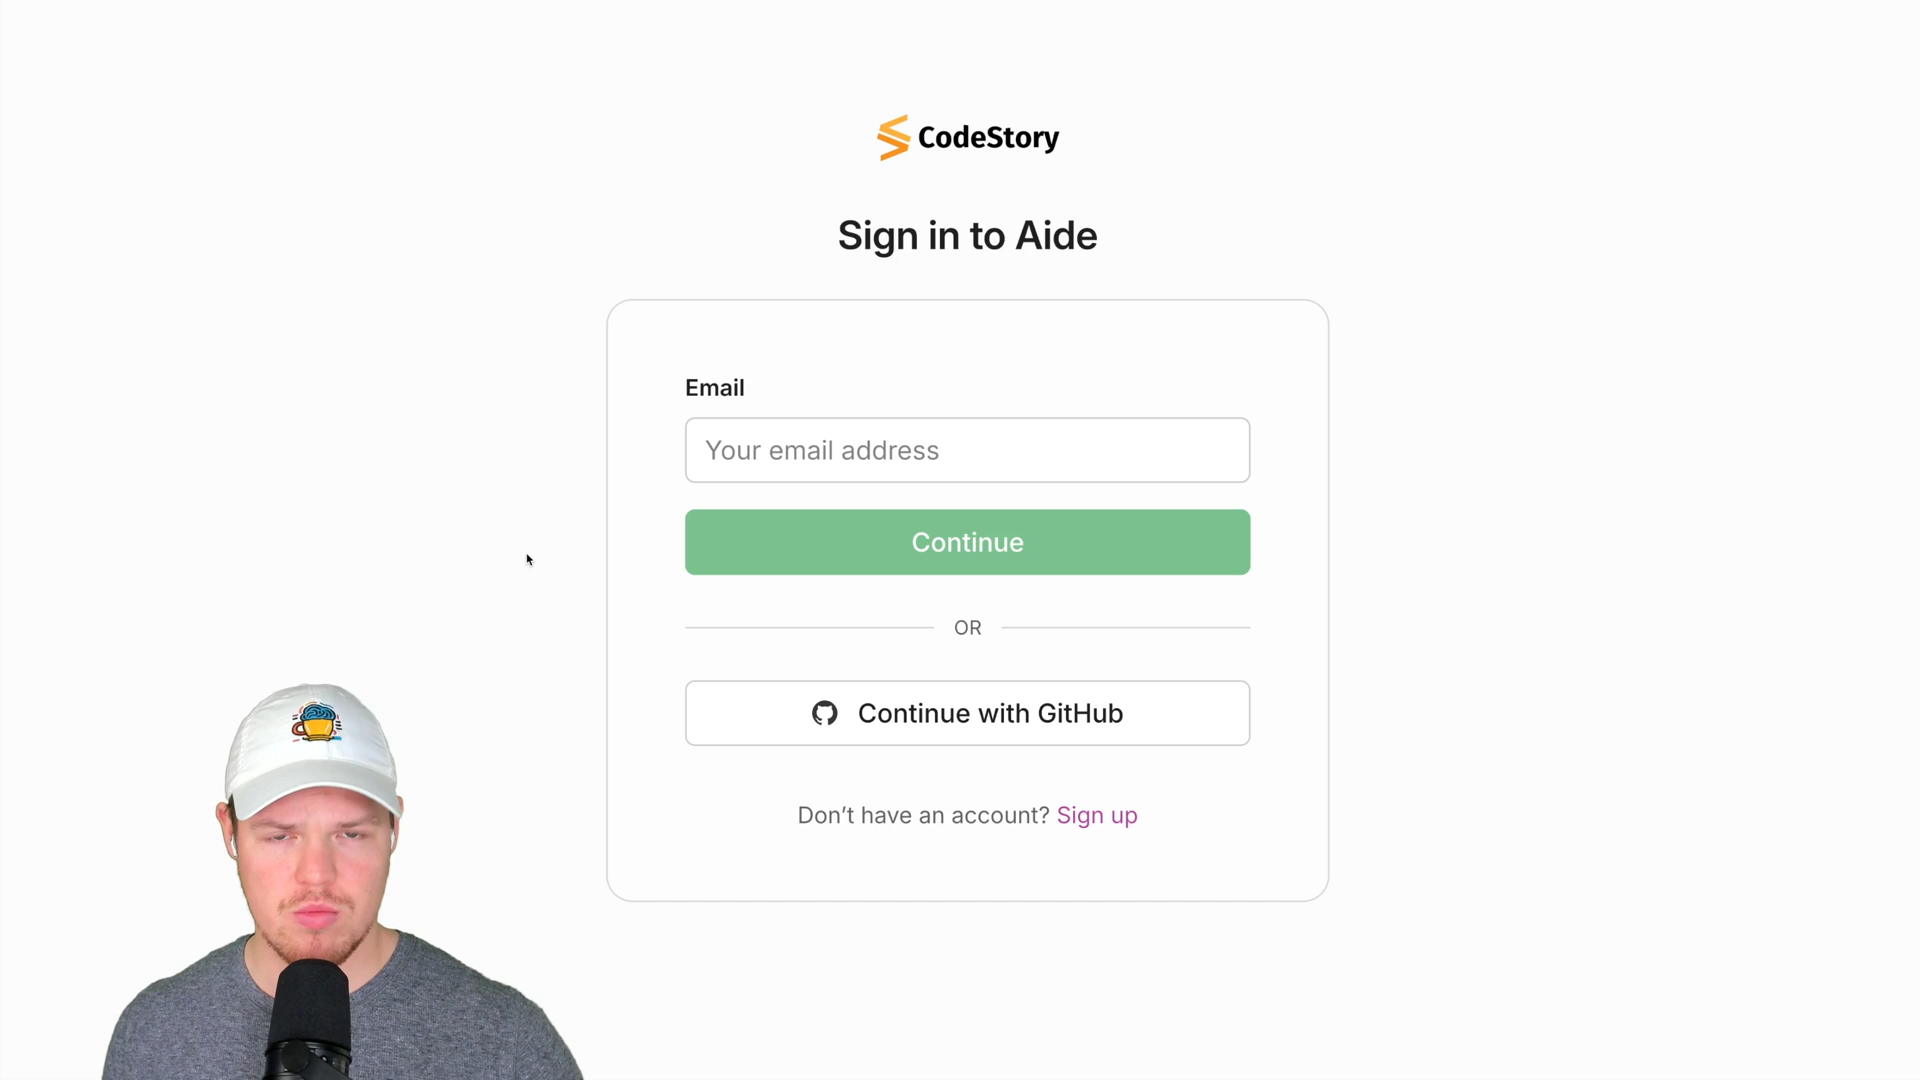 CodeStory
Sign in to Aide
Email
Your email address
Continue
OR
Continue with GitHub
Don’t have an account? Sign up